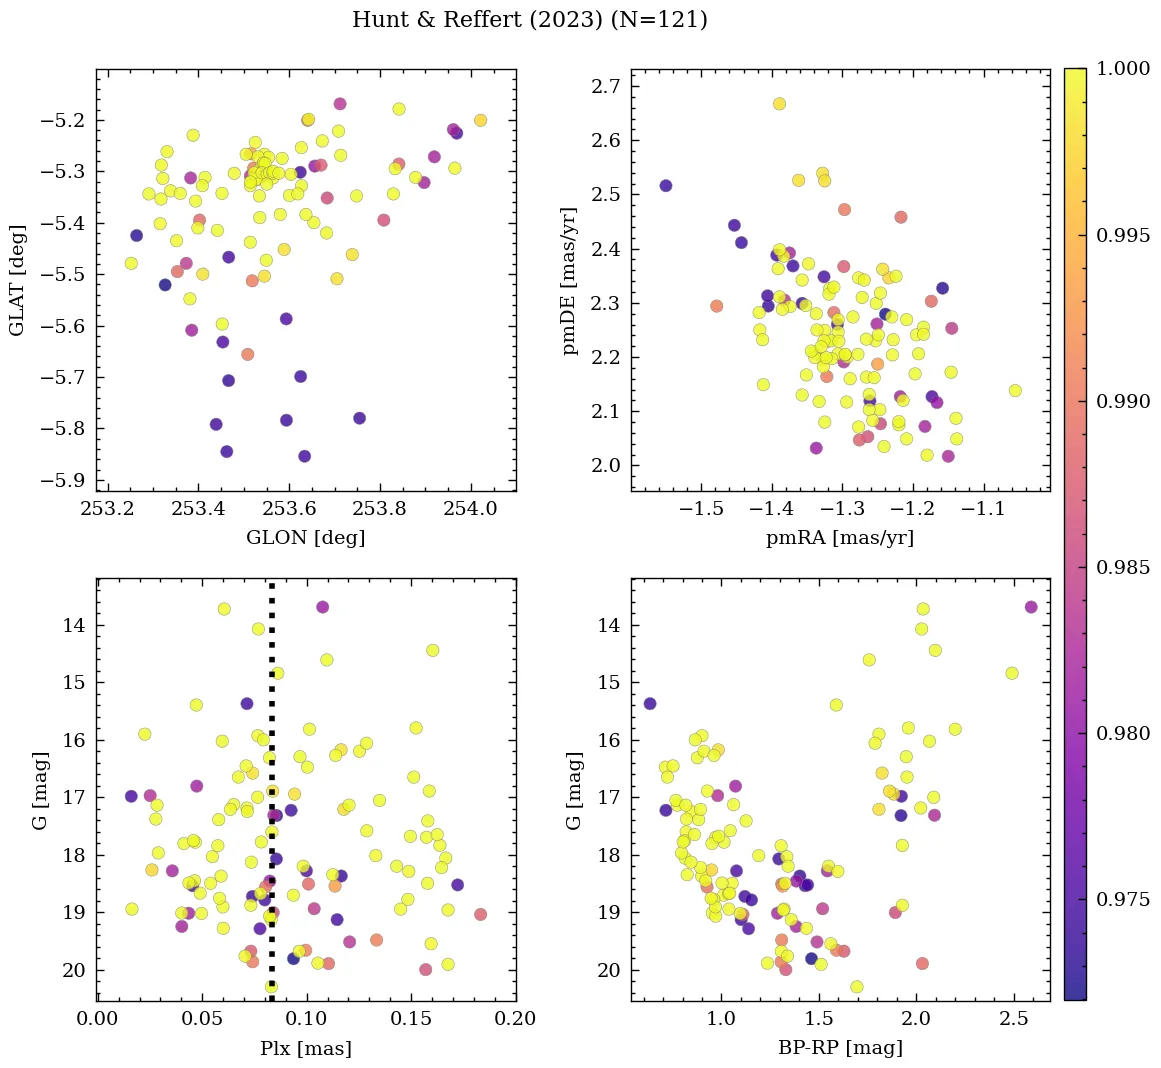 Hunt & Reffert (2023) (N=121)
−5.2
−5.3
−5.4
−5.5
−5.6
−5.7
−5.8
−5.9
GLAT [deg]
253.2 253.4 253.6 253.8 254.0
GLON [deg]
2.7
2.6
2.5
2.4
2.3
2.2
2.1
2.0
pmDE [mas/yr]
−1.5 −1.4 −1.3 −1.2 −1.1
pmRA [mas/yr]
14
15
16
17
18
19
20
G [mag]
0.00 0.05 0.10 0.15 0.20
Plx [mas]
14
15
16
17
18
19
20
G [mag]
1.0 1.5 2.0 2.5
BP-RP [mag]
1.000
0.995
0.990
0.985
0.980
0.975